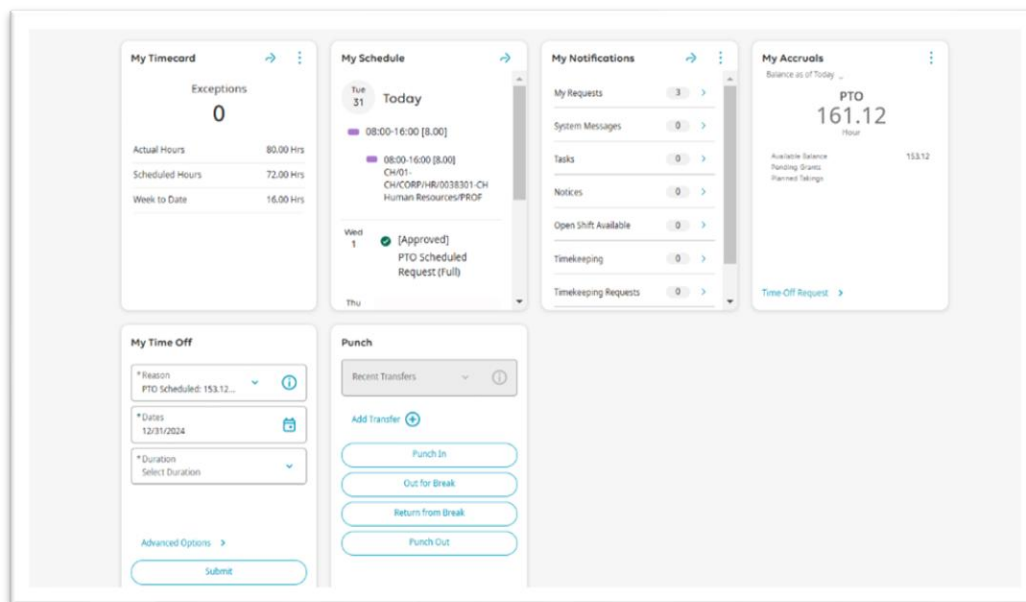 My Timecard
Exceptions
0
Actual Hours 80.00 Hrs
Scheduled Hours 72.00 Hrs
Week to Date 16.00 Hrs
My Schedule
Tue
31
Today
08:00-16:00 [8.00]
08:00-16:00 [8.00]
CH/01-
CH/CORP/HR/0038301-CH
Human Resources/PROF
Wed
1
[Approved]
PTO Scheduled
Request (Full)
Thu
My Notifications
My Requests 3
System Messages 0
Tasks 0
Notices 0
Open Shift Available 0
Timekeeping 0
Timekeeping Requests 0
My Accruals
Balance as of Today
PTO
161.12
Hour
Available Balance 153.12
Pending Grants
Planned Takings
Time-Off Request
My Time Off
*Reason
PTO Scheduled: 153.12...
*Dates
12/31/2024
*Duration
Select Duration
Advanced Options
Submit
Punch
Recent Transfers
Add Transfer
Punch In
Out for Break
Return from Break
Punch Out